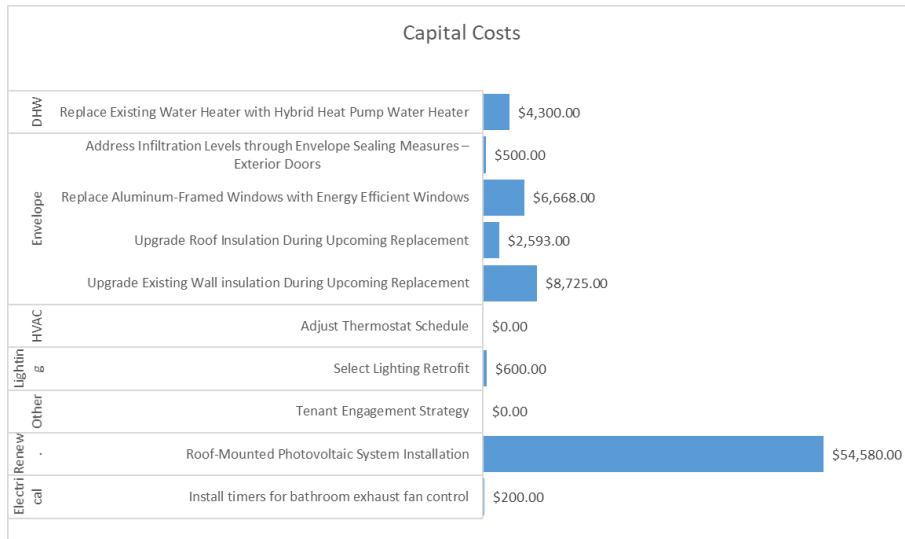 Capital Costs
DHW
Replace Existing Water Heater with Hybrid Heat Pump Water Heater
$4,300.00
Envelope
Address Infiltration Levels through Envelope Sealing Measures –
Exterior Doors
$500.00
Replace Aluminum-Framed Windows with Energy Efficient Windows
$6,668.00
Upgrade Roof Insulation During Upcoming Replacement
$2,593.00
Upgrade Existing Wall insulation During Upcoming Replacement
$8,725.00
HVAC
Adjust Thermostat Schedule
$0.00
Lightin
g
Select Lighting Retrofit
$600.00
Other
Tenant Engagement Strategy
$0.00
Renew
.
Roof-Mounted Photovoltaic System Installation
$54,580.00
Electri
cal
Install timers for bathroom exhaust fan control
$200.00